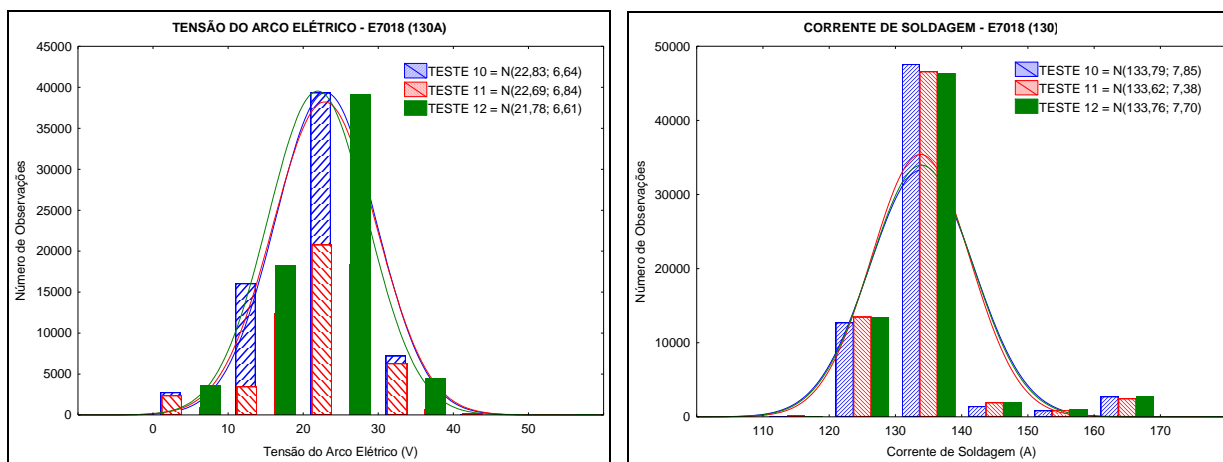 TENSÃO DO ARCO ELÉTRICO - E7018 (130A)
45000
40000
35000
30000
25000
20000
15000
10000
5000
0
Número de Observações
TESTE 10 = N(22,83; 6,64)
TESTE 11 = N(22,69; 6,84)
TESTE 12 = N(21,78; 6,61)
0 10 20 30 40 50
Tensão do Arco Elétrico (V)
CORRENTE DE SOLDAGEM - E7018 (130)
50000
40000
30000
20000
10000
0
Número de Observações
TESTE 10 = N(133,79; 7,85)
TESTE 11 = N(133,62; 7,38)
TESTE 12 = N(133,76; 7,70)
110 120 130 140 150 160 170
Corrente de Soldagem (A)